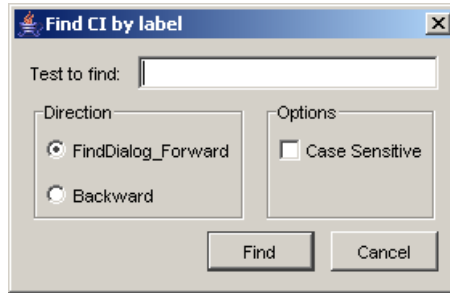 Find CI by label
Test to find:
Direction
Options
FindDialog_Forward
Case Sensitive
Backward
Find
Cancel